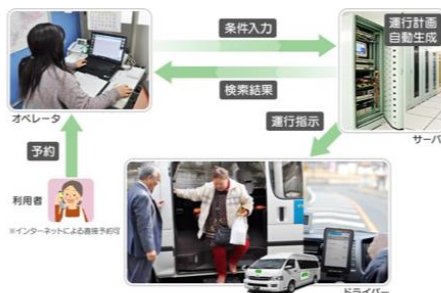 条件入力
運行計画
自動生成
検索結果
オペレータ
運行指示
サーバ
予約
利用者
※インターネットによる直接予約可
ドライバー